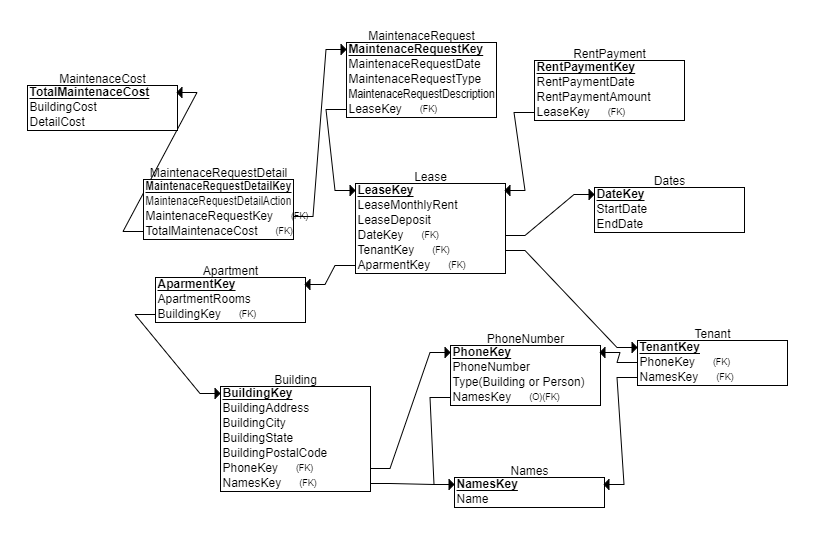 MaintenaceRequest
MaintenaceRequestKey
MaintenaceRequestDate
MaintenaceRequestType
MaintenaceRequestDescription
LeaseKey (FK)
RentPayment
RentPaymentKey
RentPaymentDate
RentPaymentAmount
LeaseKey (FK)
MaintenaceCost
TotalMaintenaceCost
BuildingCost
DetailCost
MaintenaceRequestDetail
MaintenaceRequestDetailKey
MaintenaceRequestDetailAction
MaintenaceRequestKey (FK)
TotalMaintenaceCost (FK)
Lease
LeaseKey
LeaseMonthlyRent
LeaseDeposit
DateKey (FK)
TenantKey (FK)
AparmentKey (FK)
Dates
DateKey
StartDate
EndDate
Apartment
AparmentKey
ApartmentRooms
BuildingKey (FK)
PhoneNumber
PhoneKey
PhoneNumber
Type(Building or Person)
NamesKey (O)(FK)
Tenant
TenantKey
PhoneKey (FK)
NamesKey (FK)
Building
BuildingKey
BuildingAddress
BuildingCity
BuildingState
BuildingPostalCode
PhoneKey (FK)
NamesKey (FK)
Names
NamesKey
Name